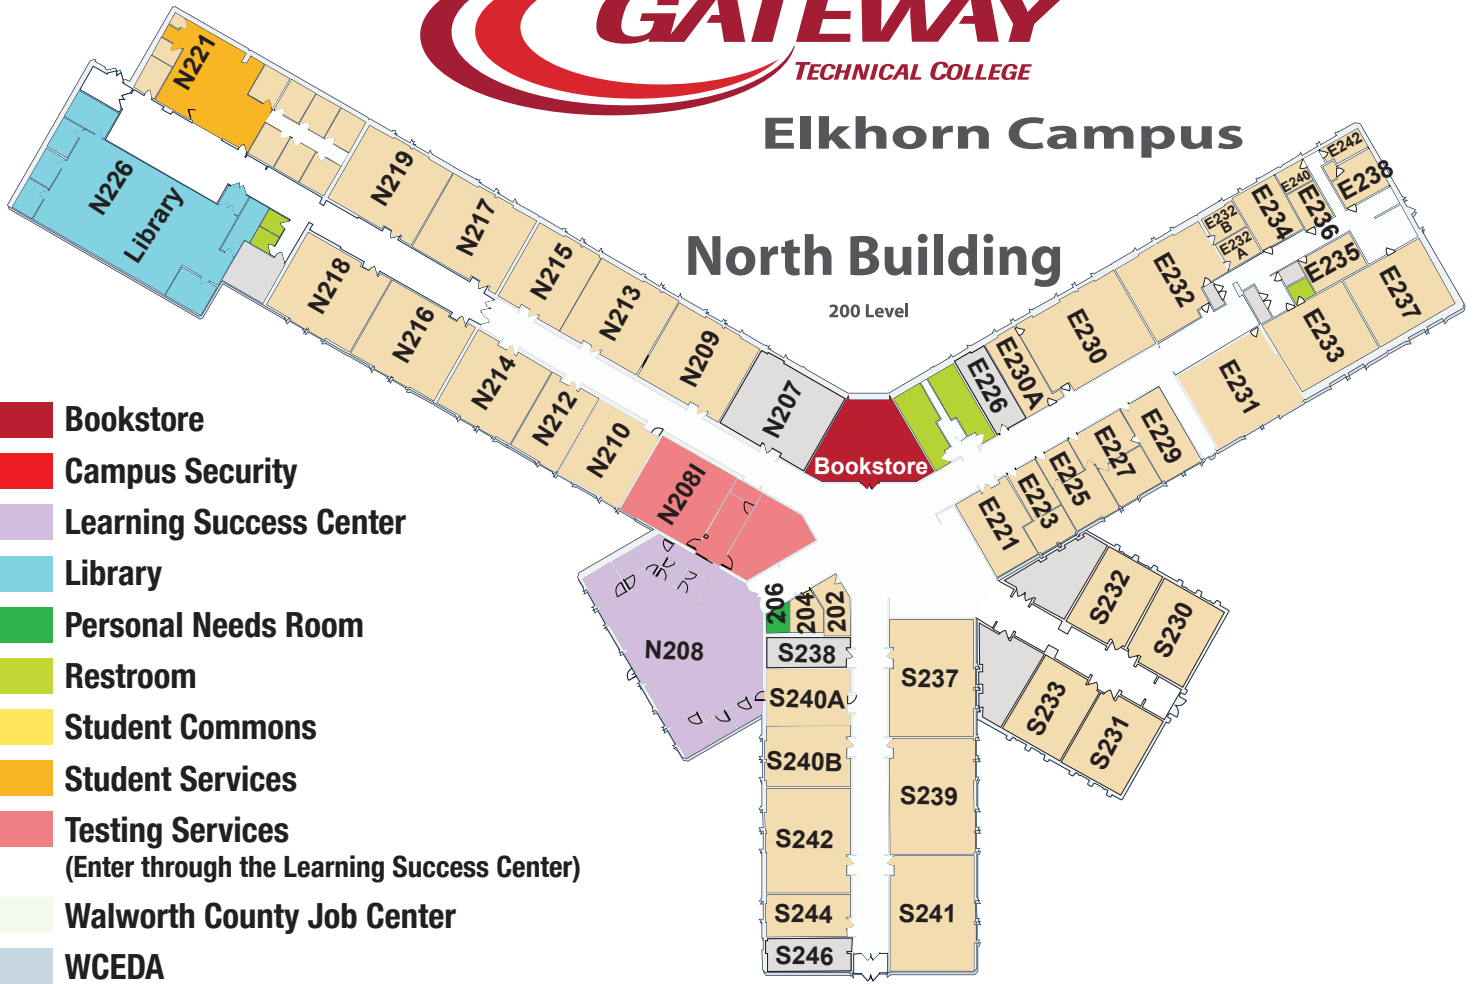 GATEWAY
TECHNICAL COLLEGE
Elkhorn Campus
North Building
200 Level
N221
N226
Library
N219
N217
N215
N213
N209
N207
N218
N216
N214
N212
N210
N208I
N208
Bookstore
E226
E230A
E230
E232
E232
B
E232
A
E234
E240
E236
E242
E238
E235
E237
E233
E231
E229
E227
E225
E223
E221
S232
S230
S233
S231
206
204
202
S238
S240A
S240B
S242
S244
S246
S237
S239
S241
Bookstore
Campus Security
Learning Success Center
Library
Personal Needs Room
Restroom
Student Commons
Student Services
Testing Services
(Enter through the Learning Success Center)
Walworth County Job Center
WCEDA